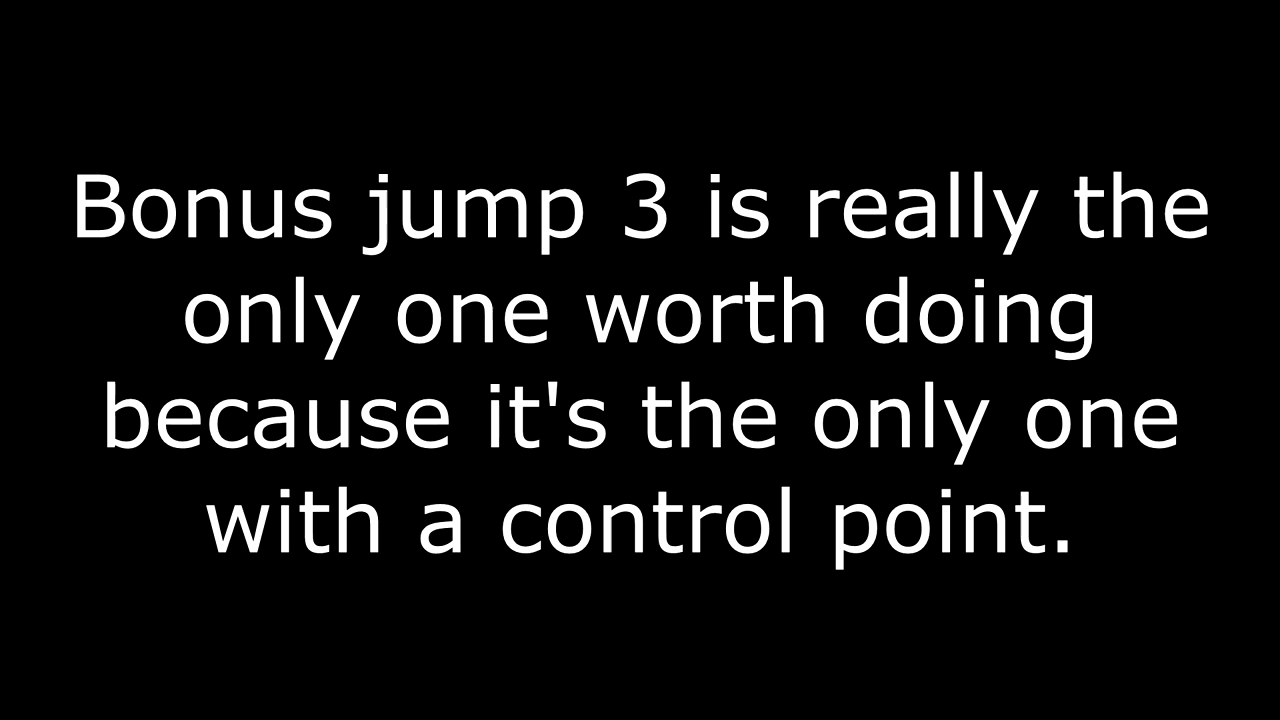 Bonus jump 3 is really the
only one worth doing
because it's the only one
with a control point.